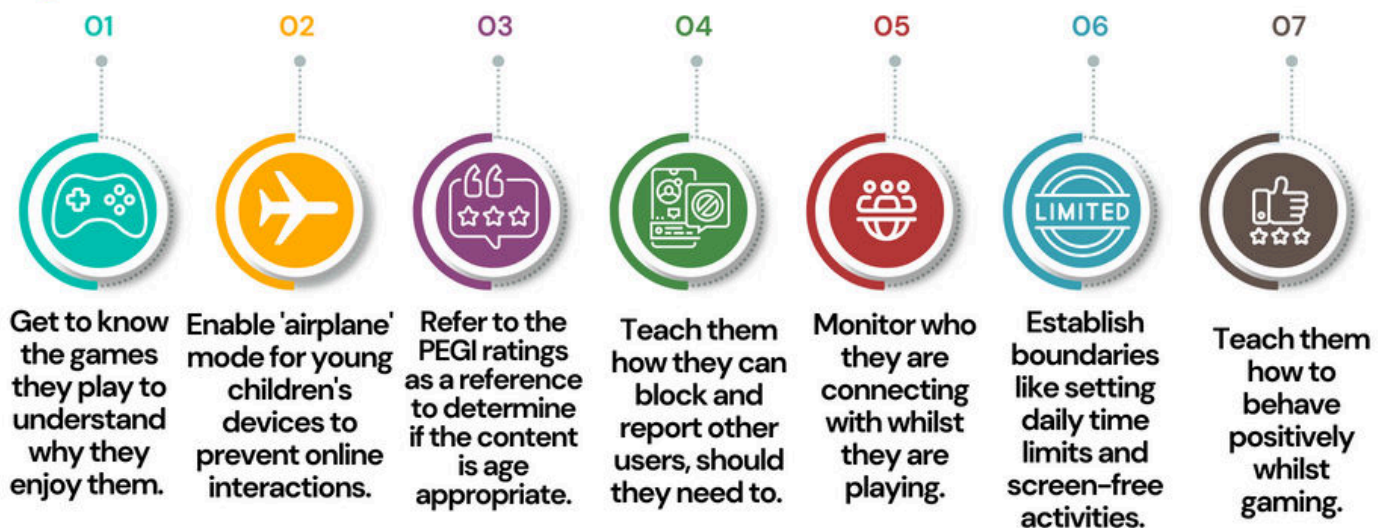 01
02
03
04
05
06
07
LIMITED
Get to know
the games
they play to
understand
why they
enjoy them.
Enable 'airplane'
mode for young
children's
devices to
prevent online
interactions.
Refer to the
PEGI ratings
as a reference
to determine
if the content
is age
appropriate.
Teach them
how they can
block and
report other
users, should
they need to.
Monitor who
they are
connecting
with whilst
they are
playing.
Establish
boundaries
like setting
daily time
limits and
screen-free
activities.
Teach them
how to
behave
positively
whilst
gaming.